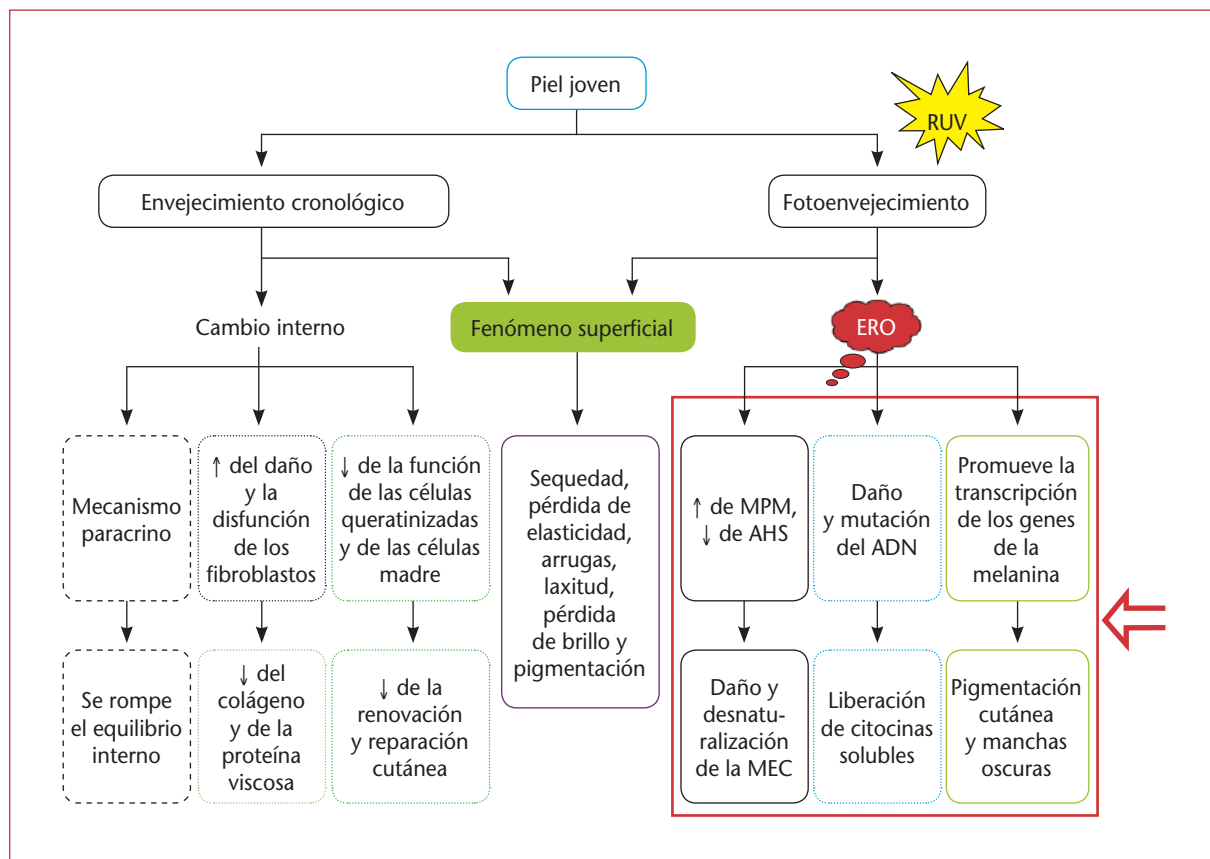 Piel joven
RUV
Envejecimiento cronológico
Fotoenvejecimiento
Cambio interno
Fenómeno superficial
ERO
Mecanismo
paracrino
↑ del daño
y la
disfunción
de los
fibroblastos
↓ de la función
de las células
queratinizadas
y de las células
madre
Sequedad,
pérdida de
elasticidad,
arrugas,
laxitud,
pérdida
de brillo y
pigmentación
↑ de MPM,
↓ de AHS
Daño
y mutación
del ADN
Promueve la
transcripción
de los genes
de la
melanina
Se rompe
el equilibrio
interno
↓ del
colágeno
y de la
proteína
viscosa
↓ de la
renovación
y reparación
cutánea
Daño y
desnatu-
ralización
de la MEC
Liberación
de citocinas
solubles
Pigmentación
cutánea
y manchas
oscuras